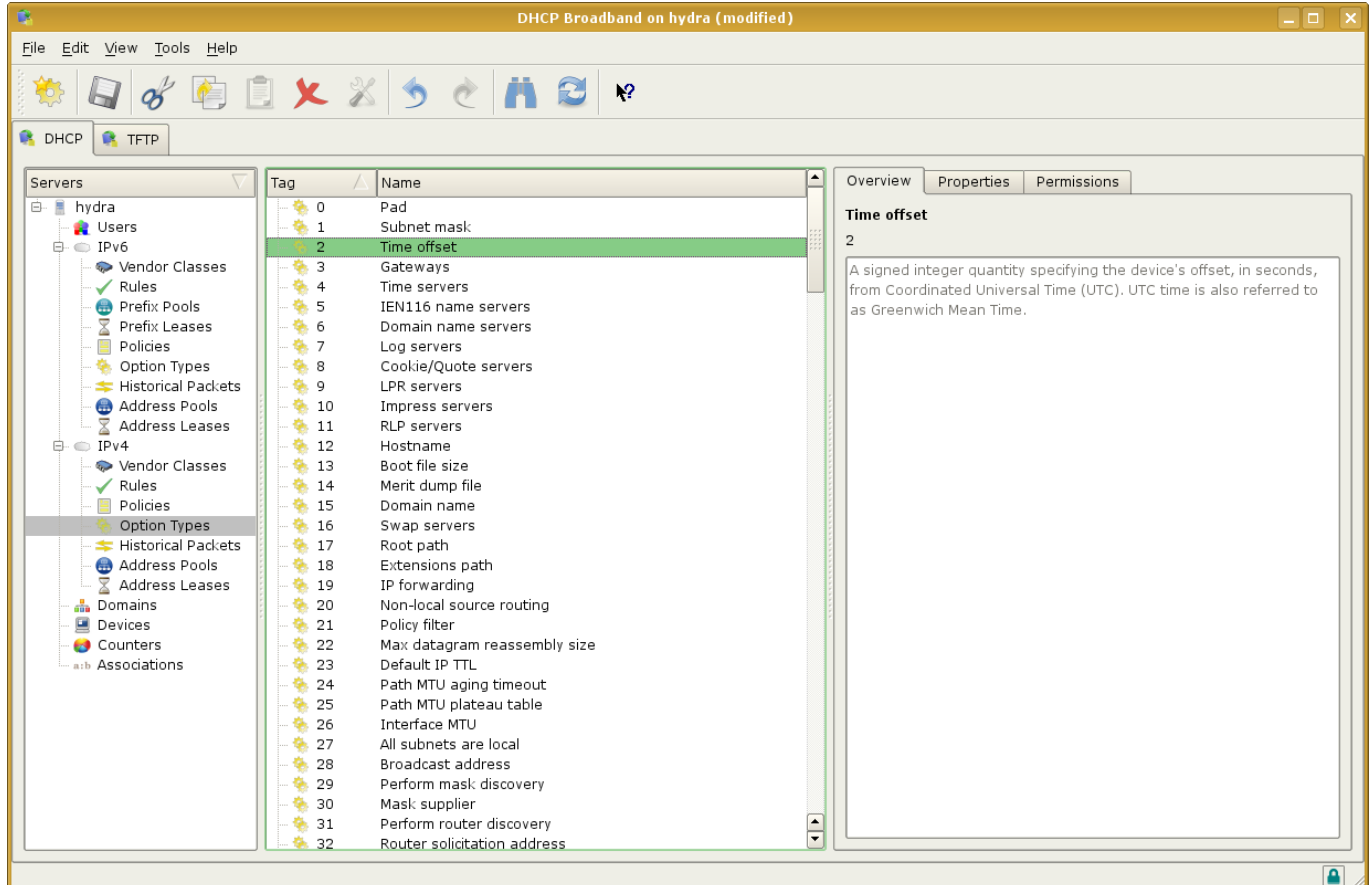 DHCP Broadband on hydra (modified)
File Edit View Tools Help
DHCP TFTP
Servers
hydra
Users
IPv6
Vendor Classes
Rules
Prefix Pools
Prefix Leases
Policies
Option Types
Historical Packets
Address Pools
Address Leases
IPv4
Vendor Classes
Rules
Policies
Option Types
Historical Packets
Address Pools
Address Leases
Domains
Devices
Counters
a:b Associations
Tag Name
0 Pad
1 Subnet mask
2 Time offset
3 Gateways
4 Time servers
5 IEN116 name servers
6 Domain name servers
7 Log servers
8 Cookie/Quote servers
9 LPR servers
10 Impress servers
11 RLP servers
12 Hostname
13 Boot file size
14 Merit dump file
15 Domain name
16 Swap servers
17 Root path
18 Extensions path
19 IP forwarding
20 Non-local source routing
21 Policy filter
22 Max datagram reassembly size
23 Default IP TTL
24 Path MTU aging timeout
25 Path MTU plateau table
26 Interface MTU
27 All subnets are local
28 Broadcast address
29 Perform mask discovery
30 Mask supplier
31 Perform router discovery
32 Router solicitation address
Overview Properties Permissions
Time offset
2
A signed integer quantity specifying the device's offset, in seconds,
from Coordinated Universal Time (UTC). UTC time is also referred to
as Greenwich Mean Time.